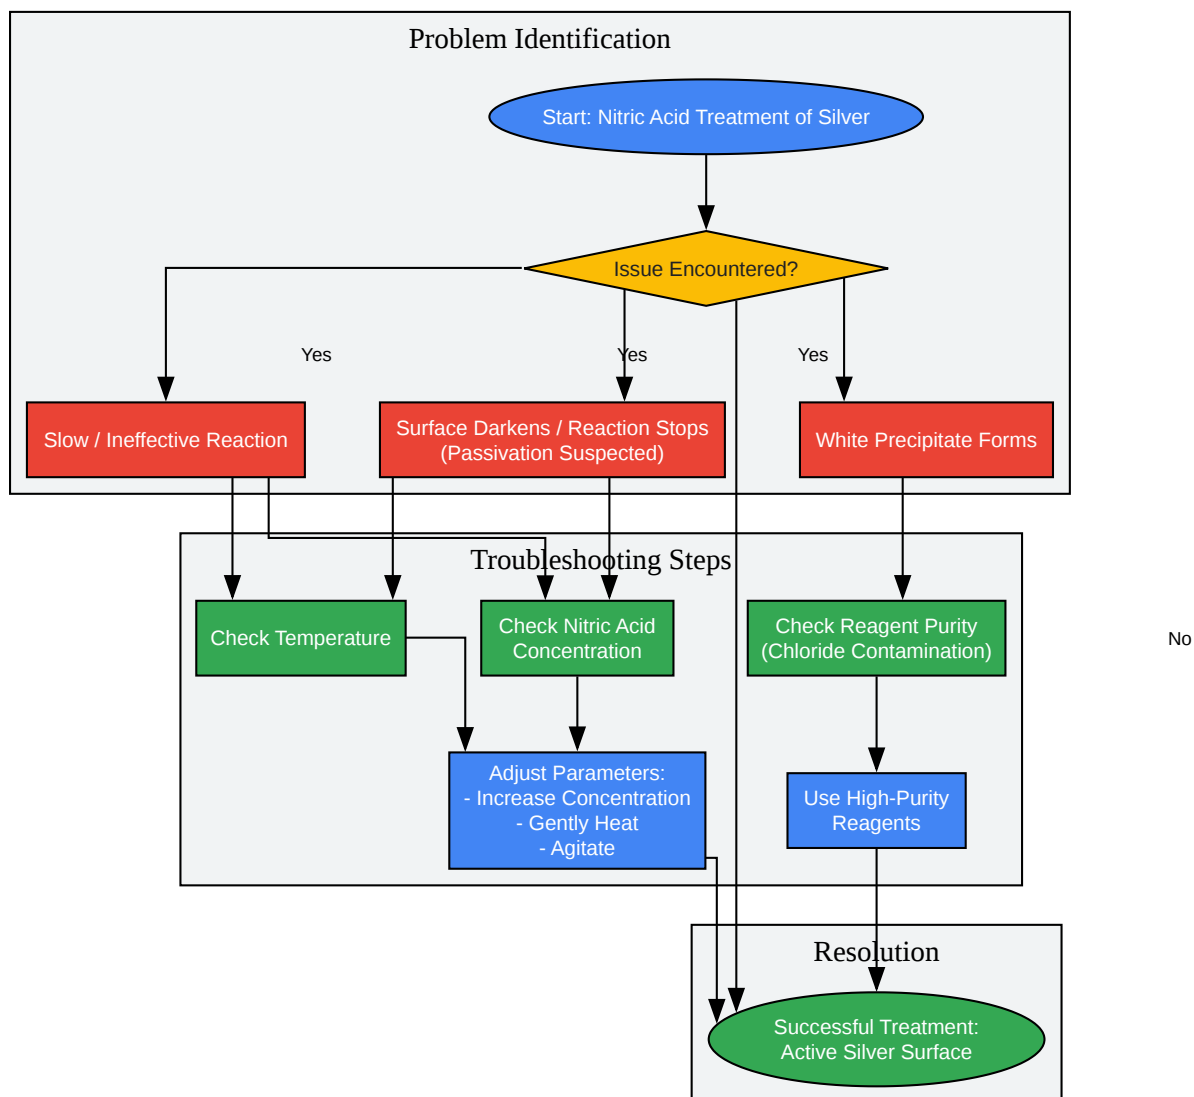 Problem Identification
Start: Nitric Acid Treatment of Silver
Issue Encountered?
Yes
Yes
Yes
Slow / Ineffective Reaction
Surface Darkens / Reaction Stops
(Passivation Suspected)
White Precipitate Forms
Troubleshooting Steps
Check Temperature
Check Nitric Acid
Concentration
Check Reagent Purity
(Chloride Contamination)
No
Adjust Parameters:
- Increase Concentration
- Gently Heat
- Agitate
Use High-Purity
Reagents
Resolution
Successful Treatment:
Active Silver Surface